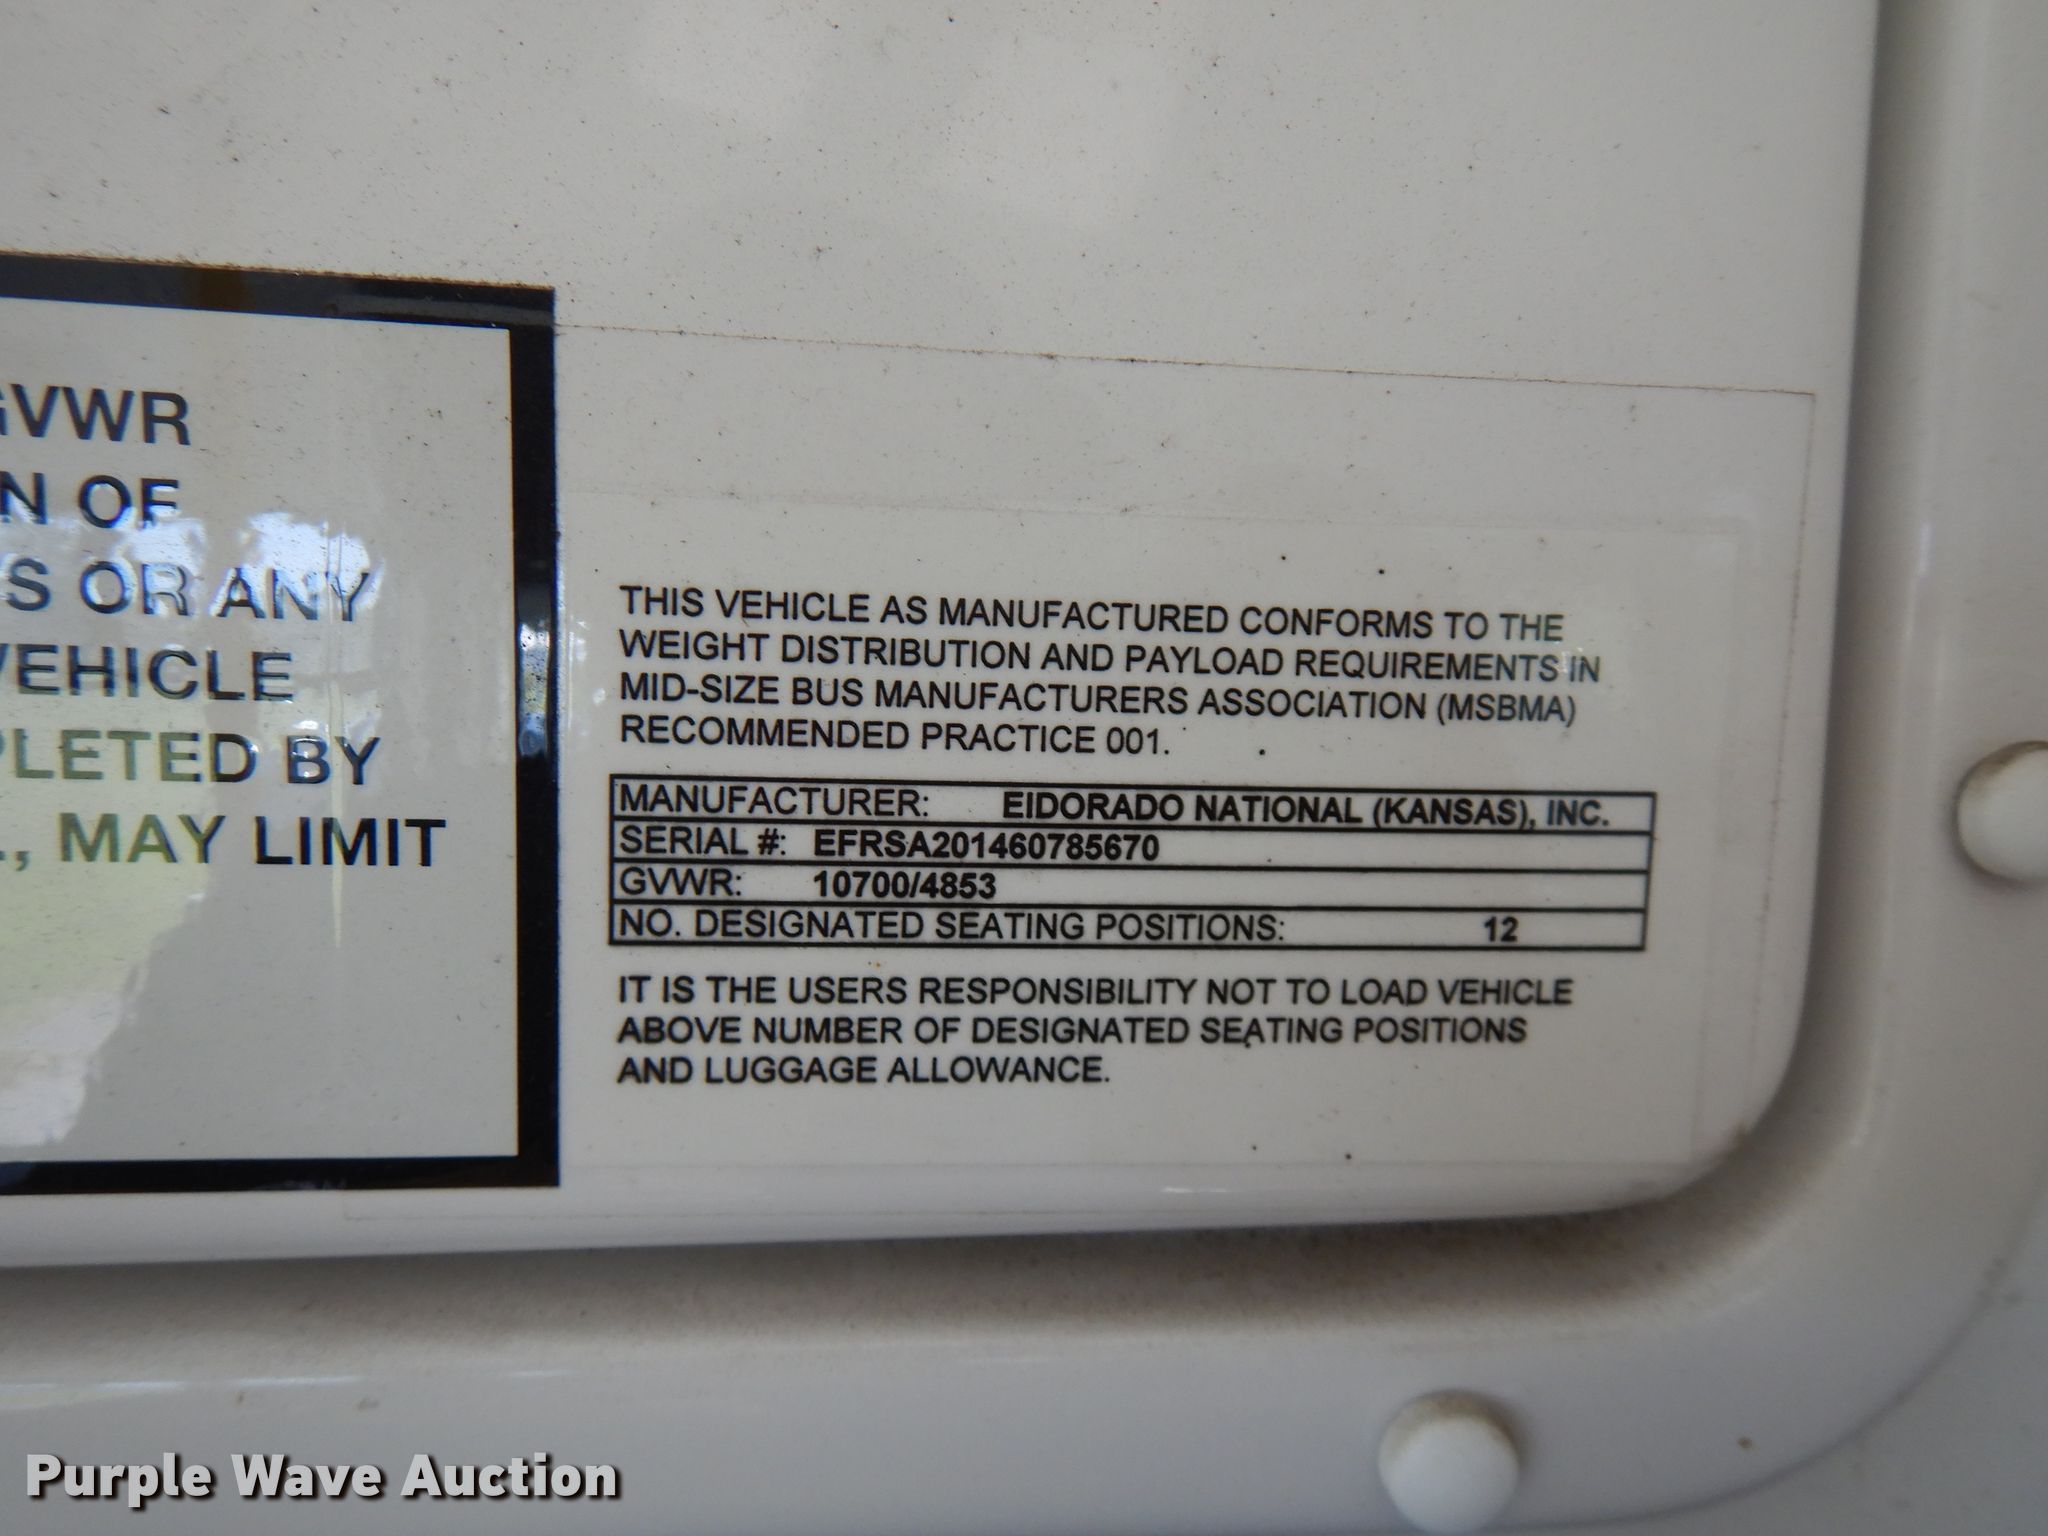 GVWR
N OF
S OR ANY
VEHICLE
PLETED BY
., MAY LIMIT
THIS VEHICLE AS MANUFACTURED CONFORMS TO THE
WEIGHT DISTRIBUTION AND PAYLOAD REQUIREMENTS IN
MID-SIZE BUS MANUFACTURERS ASSOCIATION (MSBMA)
RECOMMENDED PRACTICE 001.
MANUFACTURER: EIDORADO NATIONAL (KANSAS), INC.
SERIAL #: EFRSA201460785670
GVWR: 10700/4853
NO. DESIGNATED SEATING POSITIONS: 12
IT IS THE USERS RESPONSIBILITY NOT TO LOAD VEHICLE
ABOVE NUMBER OF DESIGNATED SEATING POSITIONS
AND LUGGAGE ALLOWANCE.
Purple Wave Auction